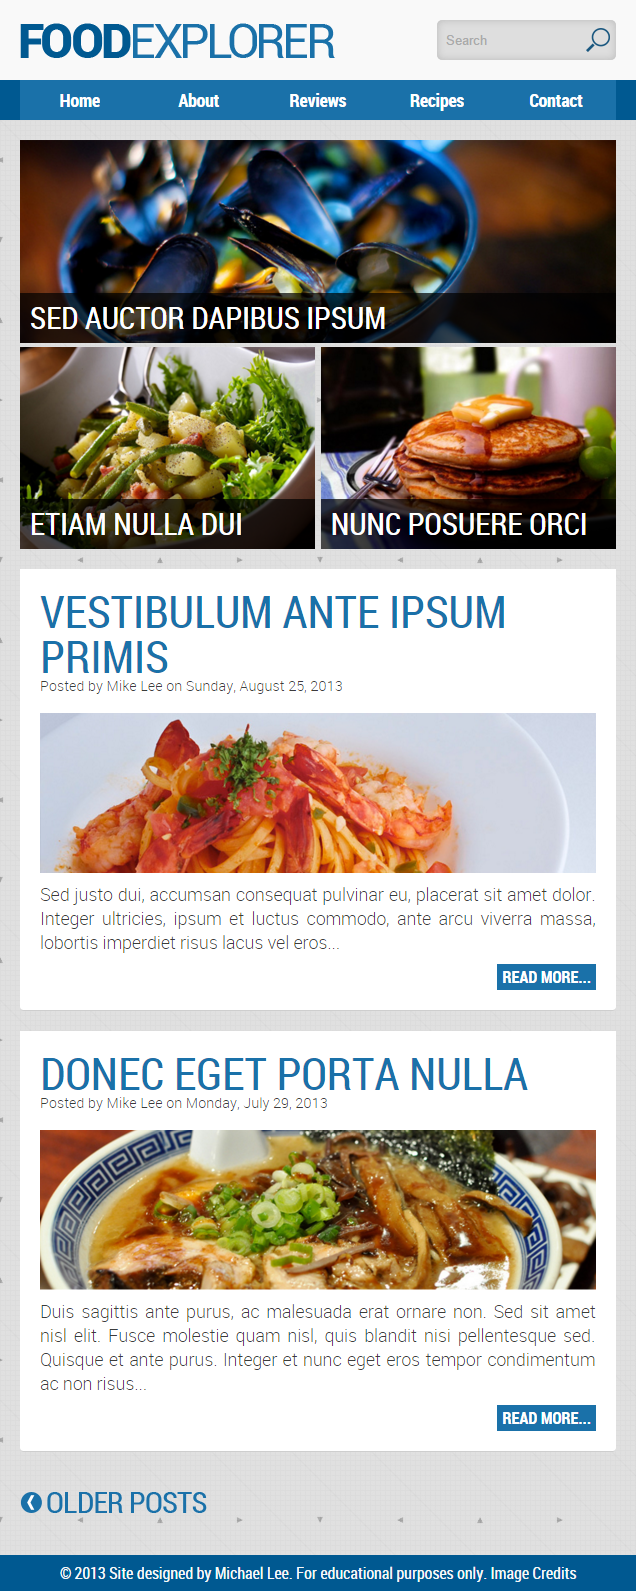 FOODEXPLORER
Search
Home About Reviews Recipes Contact
SED AUCTOR DAPIBUS IPSUM
ETIAM NULLA DUI
NUNC POSUERE ORCI
VESTIBULUM ANTE IPSUM
PRIMIS
Posted by Mike Lee on Sunday, August 25, 2013
Sed justo dui, accumsan consequat pulvinar eu, placerat sit amet dolor.
Integer ultricies, ipsum et luctus commodo, ante arcu viverra massa,
lobortis imperdiet risus lacus vel eros...
READ MORE...
DONEC EGET PORTA NULLA
Posted by Mike Lee on Monday, July 29, 2013
Duis sagittis ante purus, ac malesuada erat ornare non. Sed sit amet
nisl elit. Fusce molestie quam nisl, quis blandit nisi pellentesque sed.
Quisque et ante purus. Integer et nunc eget eros tempor condimentum
ac non risus...
READ MORE...
OLDER POSTS
© 2013 Site designed by Michael Lee. For educational purposes only. Image Credits